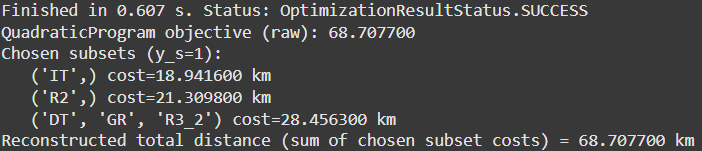 Finished in 0.607 s. Status: OptimizationResultStatus.SUCCESS
QuadraticProgram objective (raw): 68.707700
Chosen subsets (y_s=1):
   ('IT',) cost=18.941600 km
   ('R2',) cost=21.309800 km
   ('DT', 'GR', 'R3_2') cost=28.456300 km
Reconstructed total distance (sum of chosen subset costs) = 68.707700 km